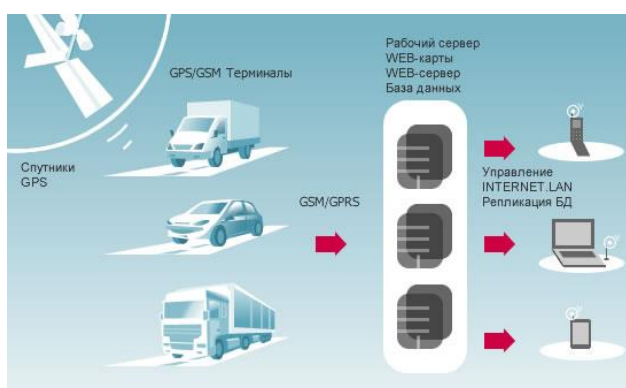 Рабочий сервер
WEB-карты
WEB-сервер
База данных
GPS/GSM Терминалы
Спутники
GPS
GSM/GPRS
Управление
INTERNET.LAN
Репликация БД